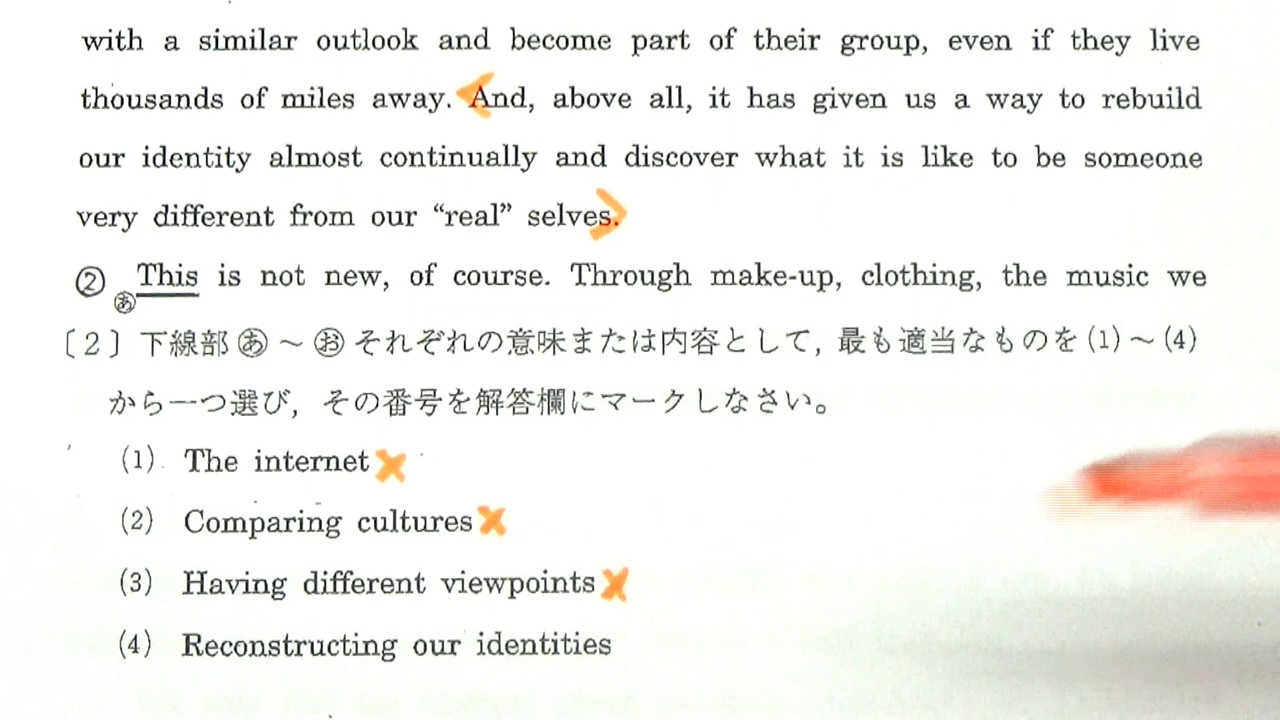 with a similar outlook and become part of their group, even if they live
thousands of miles away. And, above all, it has given us a way to rebuild
our identity almost continually and discover what it is like to be someone
very different from our “real” selves.
② This is not new, of course. Through make-up, clothing, the music we
あ
〔2〕下線部あ～おそれぞれの意味または内容として，最も適当なものを(1)～(4)
から一つ選び，その番号を解答欄にマークしなさい。
(1) The internet
(2) Comparing cultures
(3) Having different viewpoints
(4) Reconstructing our identities